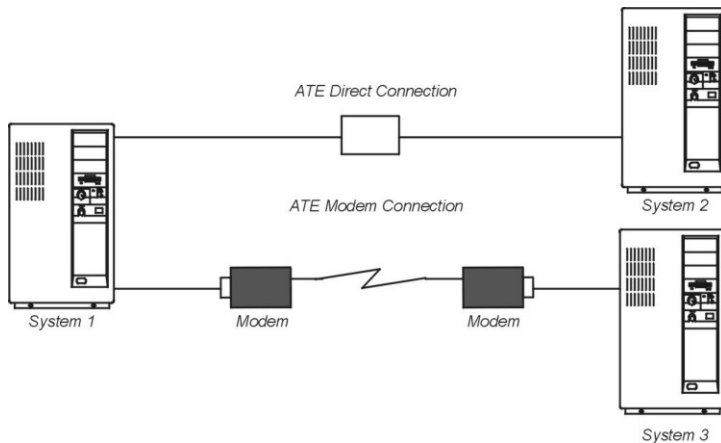 ATE Direct Connection
System 2
ATE Modem Connection
System 1
Modem
Modem
System 3